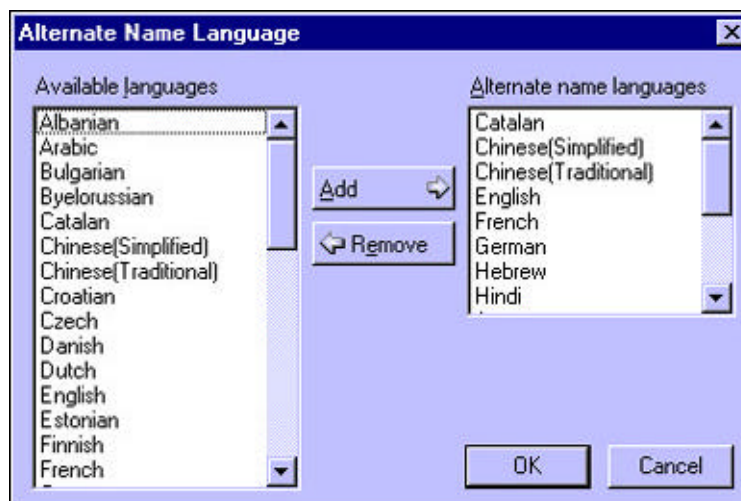 Alternate Name Language
Available languages
Albanian
Arabic
Bulgarian
Byelorussian
Catalan
Chinese(Simplified)
Chinese(Traditional)
Croatian
Czech
Danish
Dutch
English
Estonian
Finnish
French
Add
Remove
Alternate name languages
Catalan
Chinese(Simplified)
Chinese(Traditional)
English
French
German
Hebrew
Hindi
OK
Cancel